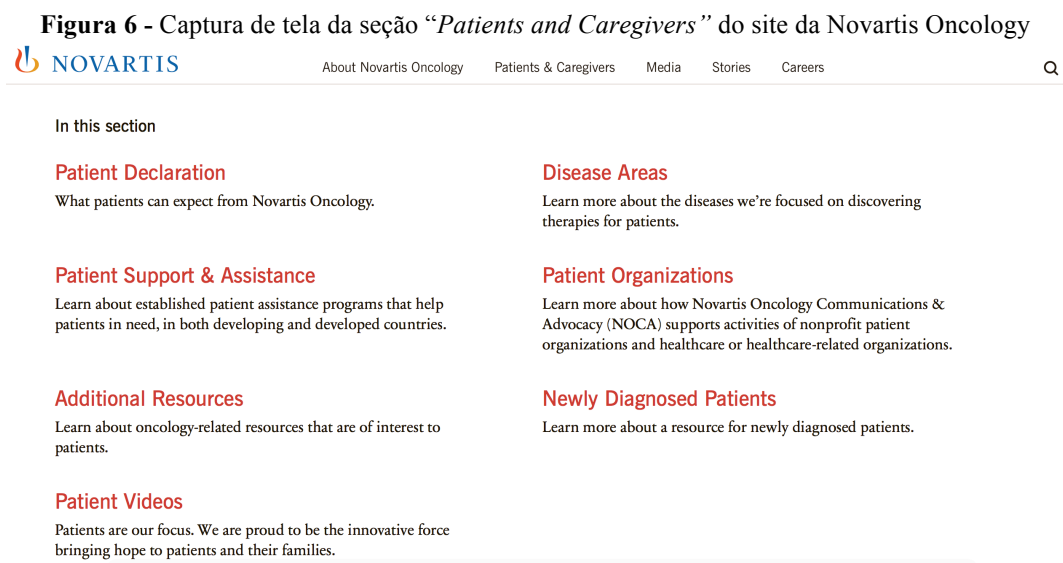 Figura 6 - Captura de tela da seção “Patients and Caregivers” do site da Novartis Oncology
NOVARTIS
About Novartis Oncology Patients & Caregivers Media Stories Careers
In this section
Patient Declaration
What patients can expect from Novartis Oncology.
Disease Areas
Learn more about the diseases we’re focused on discovering
therapies for patients.
Patient Support & Assistance
Learn about established patient assistance programs that help
patients in need, in both developing and developed countries.
Patient Organizations
Learn more about how Novartis Oncology Communications &
Advocacy (NOCA) supports activities of nonprofit patient
organizations and healthcare or healthcare-related organizations.
Additional Resources
Learn about oncology-related resources that are of interest to
patients.
Newly Diagnosed Patients
Learn more about a resource for newly diagnosed patients.
Patient Videos
Patients are our focus. We are proud to be the innovative force
bringing hope to patients and their families.